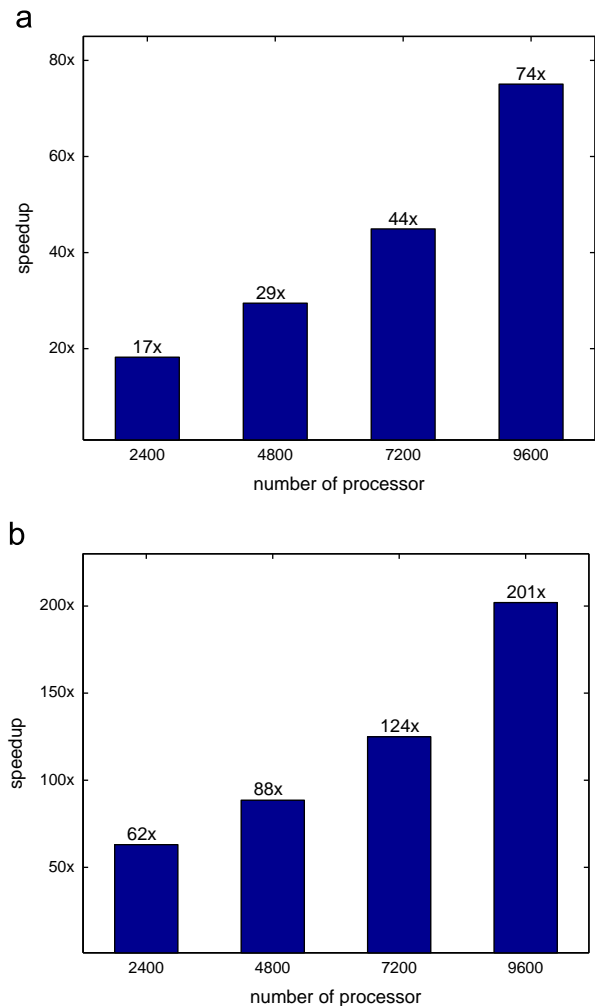 a
80x
60x
40x
20x
speedup
17x
29x
44x
74x
2400 4800 7200 9600
number of processor
b
200x
150x
100x
50x
speedup
62x
88x
124x
201x
2400 4800 7200 9600
number of processor